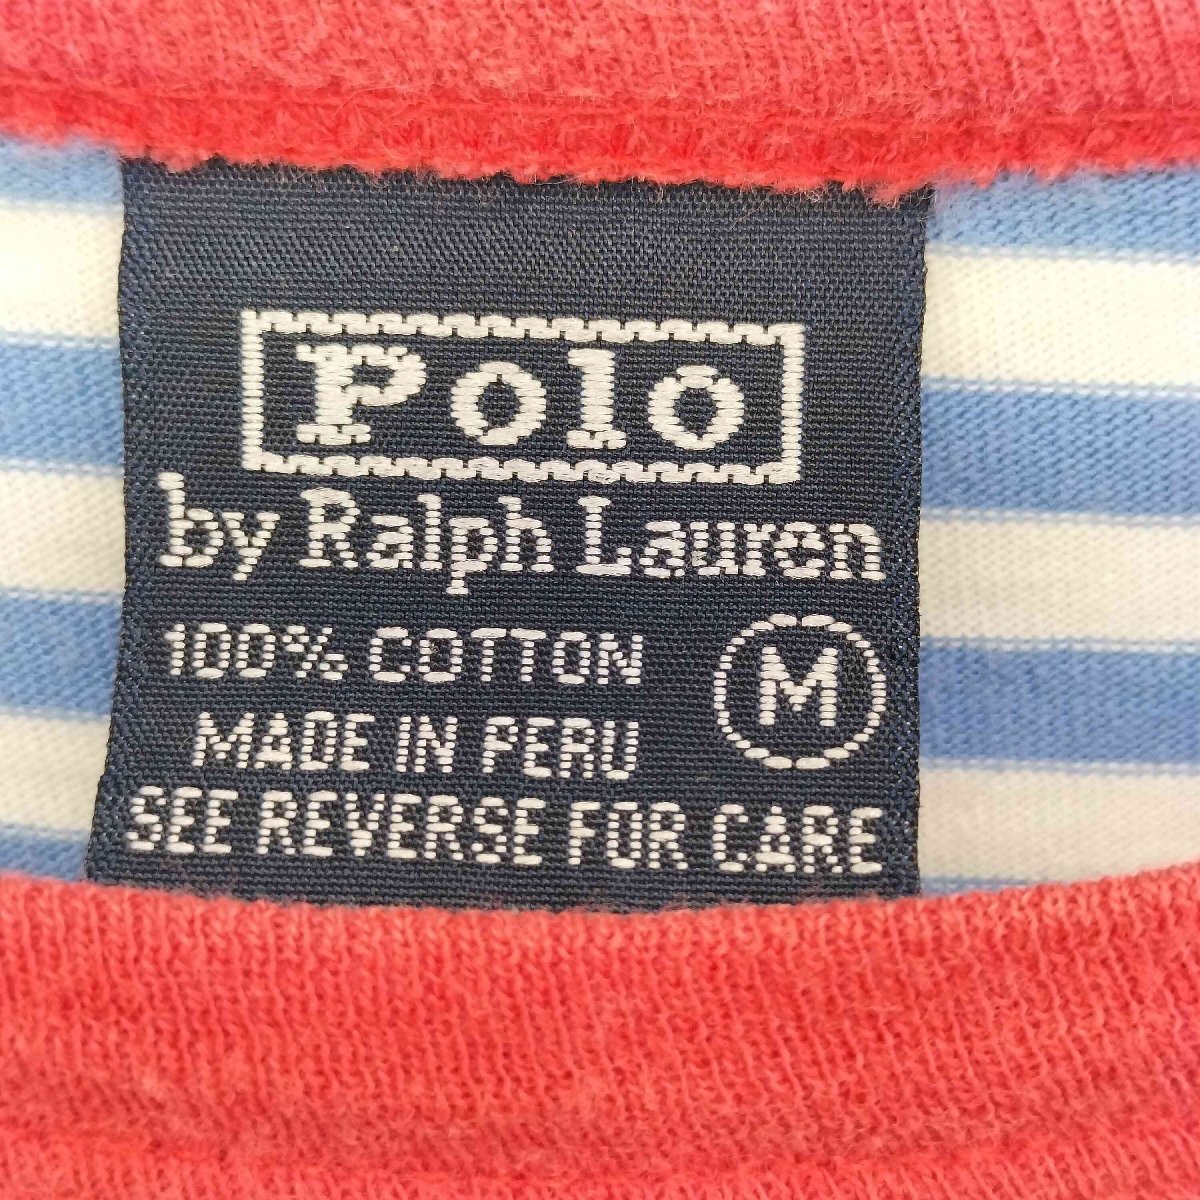 Polo
by Ralph Lauren
100% COTTON
M
MADE IN PERU
SEE REVERSE FOR CARE